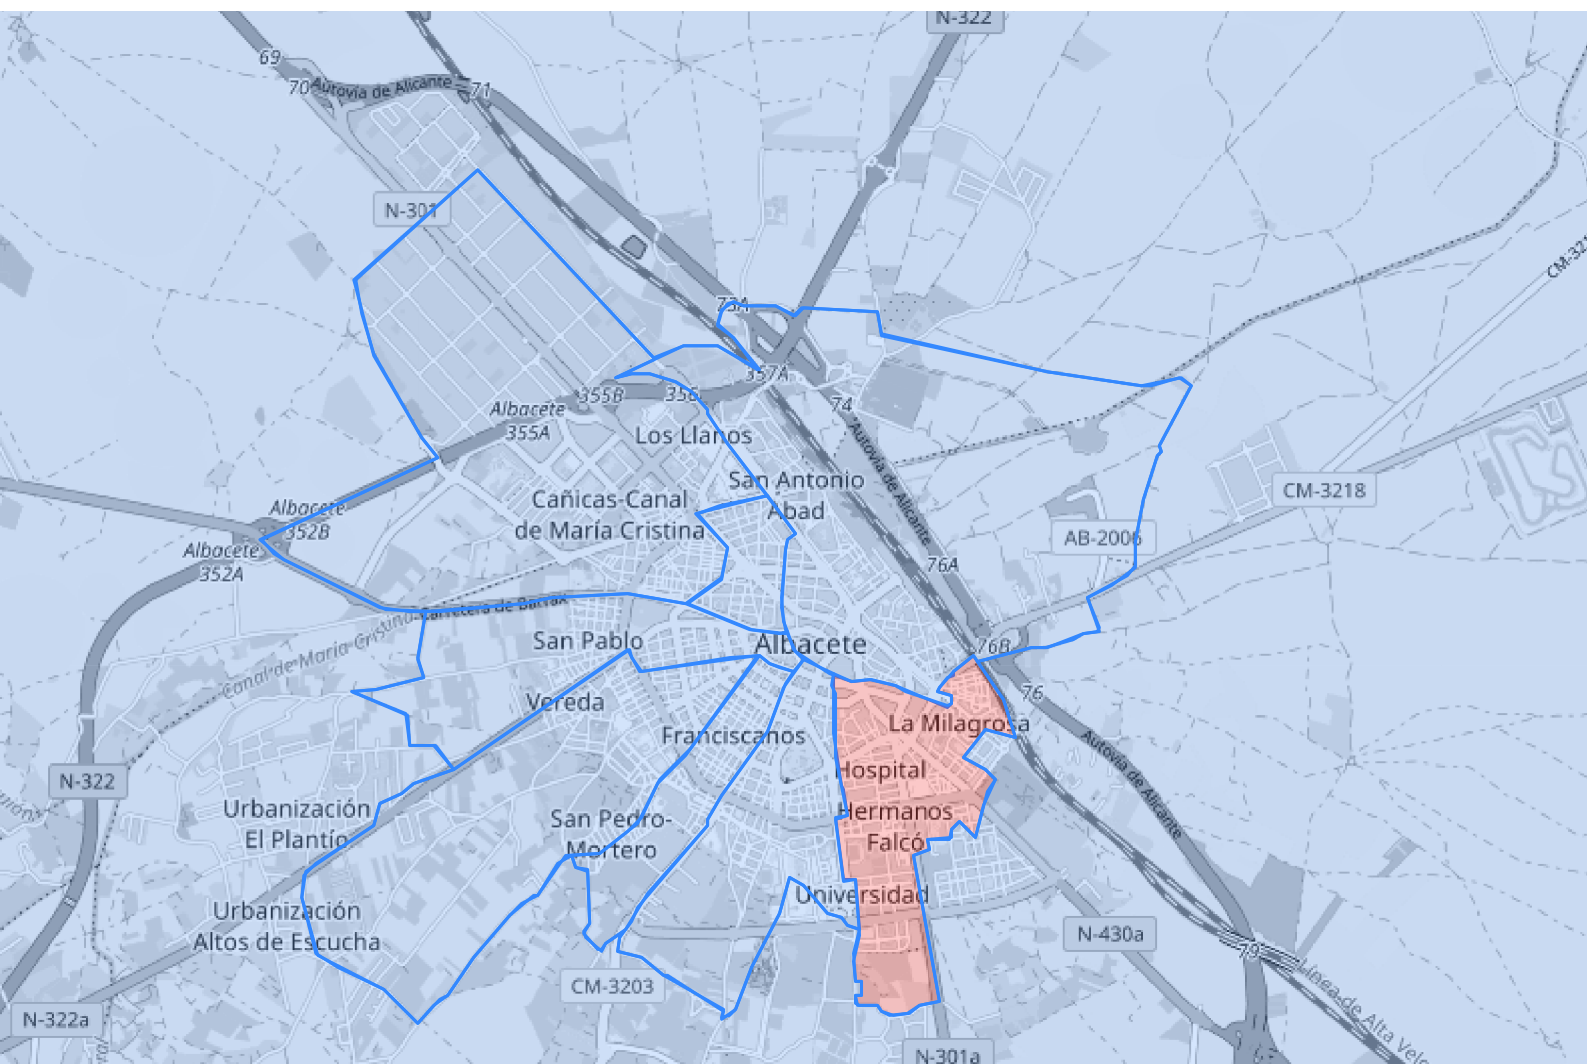 N-322
69
70
Autovía de Alicante
71
N-301
CM-321
73A
357A
355B
356
Albacete
355A
74
Los Llanos
Autovía de Alicante
San Antonio
Abad
Cañicas-Canal
de María Cristina
CM-3218
Albacete
352B
Albacete
352A
AB-2006
76A
Carretera de Barrax
Canal de María Cristina
San Pablo
Albacete
76B
76
Vereda
La Milagrosa
Franciscanos
Autovía de Alicante
Hospital
N-322
Urbanización
El Plantío
San Pedro-
Mortero
Hermanos
Falcó
Universidad
Urbanización
Altos de Escucha
N-430a
79
Línea de Alta Velo
CM-3203
N-322a
N-301a